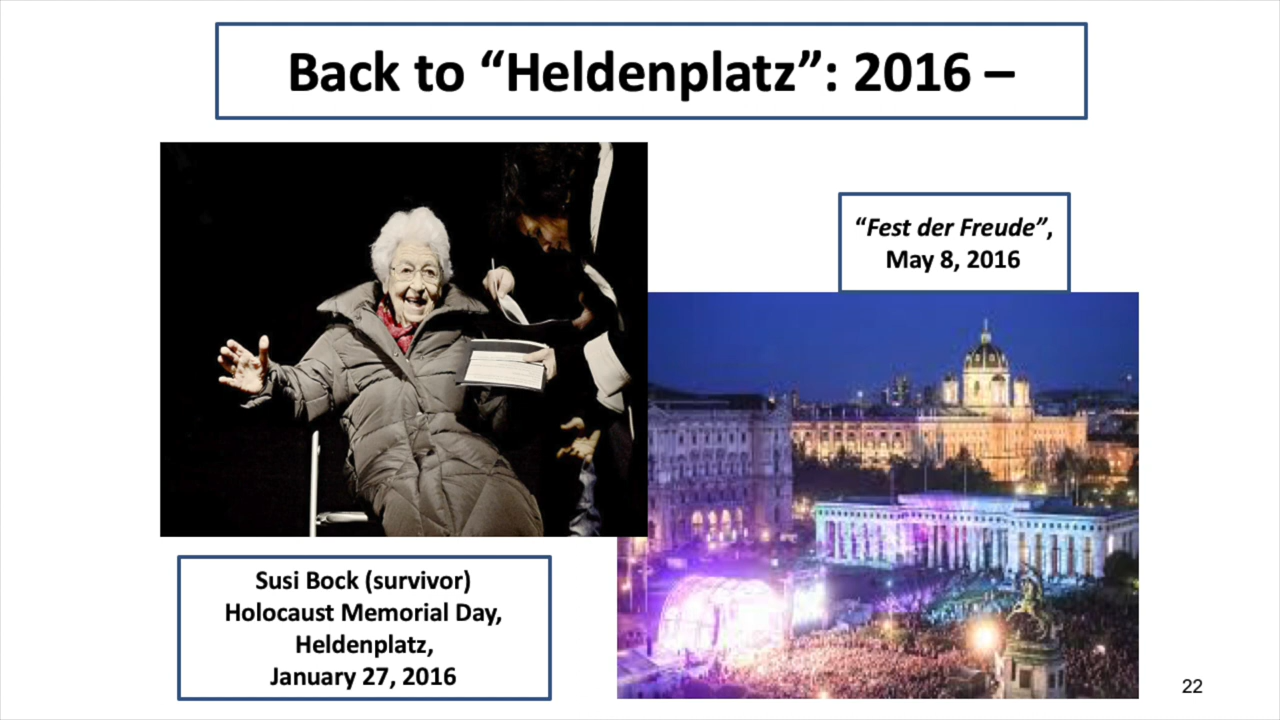 Back to “Heldenplatz”: 2016 –
“Fest der Freude”,
May 8, 2016
Susi Bock (survivor)
Holocaust Memorial Day,
Heldenplatz,
January 27, 2016
22